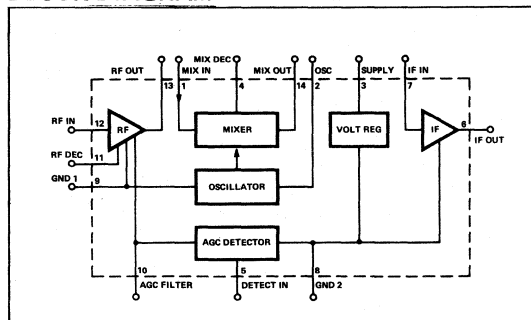 RF OUT MIX IN MIX DEC MIX OUT OSC SUPPLY IF IN
13 1 4 14 2 3 7
RF IN 12 RF MIXER VOLT REG IF 6 IF OUT
RF DEC 11
GND 1 9 OSCILLATOR
AGC DETECTOR
10 5 8
AGC FILTER DETECT IN GND 2